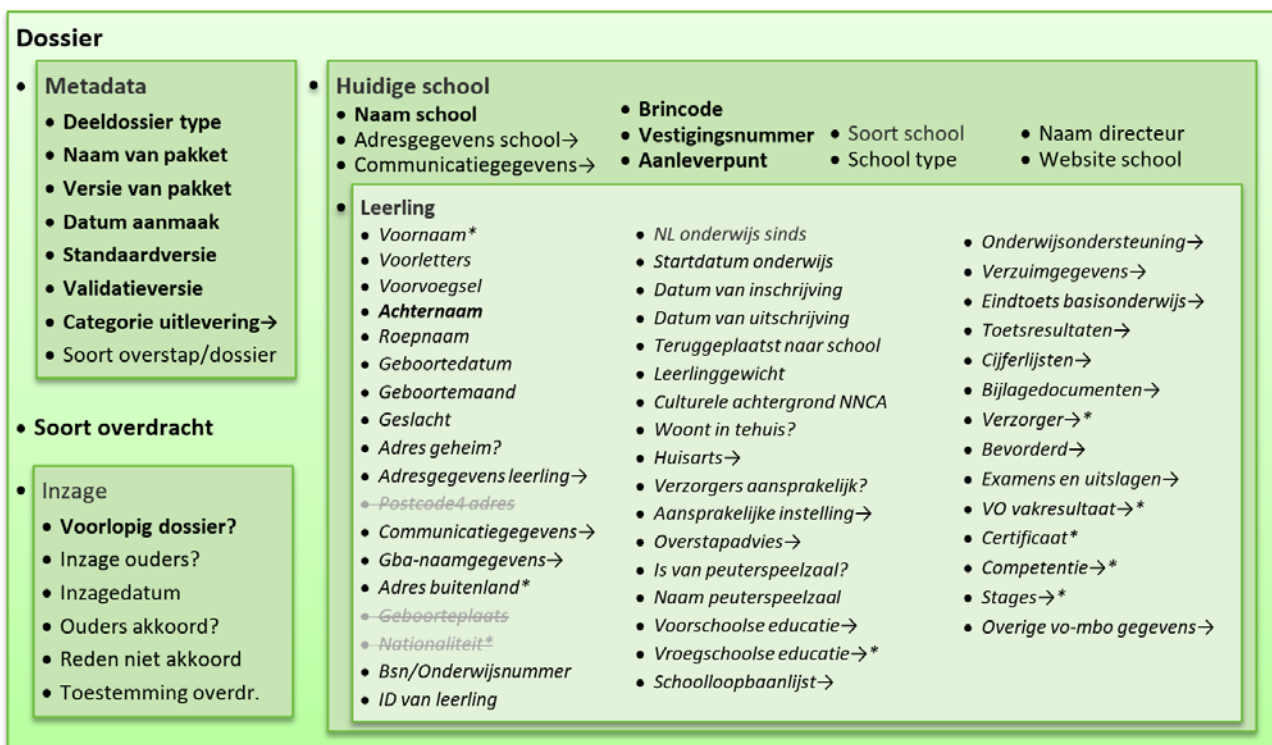 Dossier
• Metadata
• Deeldossier type
• Naam van pakket
• Versie van pakket
• Datum aanmaak
• Standaardversie
• Validatieversie
• Categorie uitlevering→
• Soort overstap/dossier
• Soort overdracht
• Inzage
• Voorlopig dossier?
• Inzage ouders?
• Inzagedatum
• Ouders akkoord?
• Reden niet akkoord
• Toestemming overdr.
• Huidige school
• Naam school
• Adresgegevens school→
• Communicatiegegevens→
• Brincode
• Vestigingsnummer
• Aanleverpunt
• Soort school
• School type
• Naam directeur
• Website school
• Leerling
• Voornaam*
• Voorletters
• Voorvoegsel
• Achternaam
• Roepnaam
• Geboortedatum
• Geboortemaand
• Geslacht
• Adres geheim?
• Adresgegevens leerling→
• Postcode4 adres
• Communicatiegegevens→
• Gba-naamgegevens→
• Adres buitenland*
• Geboorteplaats
• Nationaliteit*
• Bsn/Onderwijsnummer
• ID van leerling
• NL onderwijs sinds
• Startdatum onderwijs
• Datum van inschrijving
• Datum van uitschrijving
• Teruggeplaatst naar school
• Leerlinggewicht
• Culturele achtergrond NNCA
• Woont in tehuis?
• Huisarts→
• Verzorgers aansprakelijk?
• Aansprakelijke instelling→
• Overstapadvies→
• Is van peuterspeelzaal?
• Naam peuterspeelzaal
• Voorschoolse educatie→
• Vroegschoolse educatie→*
• Schoolloopbaanlijst→
• Onderwijsondersteuning→
• Verzuimgegevens→
• Eindtoets basisonderwijs→
• Toetsresultaten→
• Cijferlijsten→
• Bijlagedocumenten→
• Verzorger→*
• Bevorderd→
• Examens en uitslagen→
• VO vakresultaat→*
• Certificaat*
• Competentie→*
• Stages→*
• Overige vo-mbo gegevens→